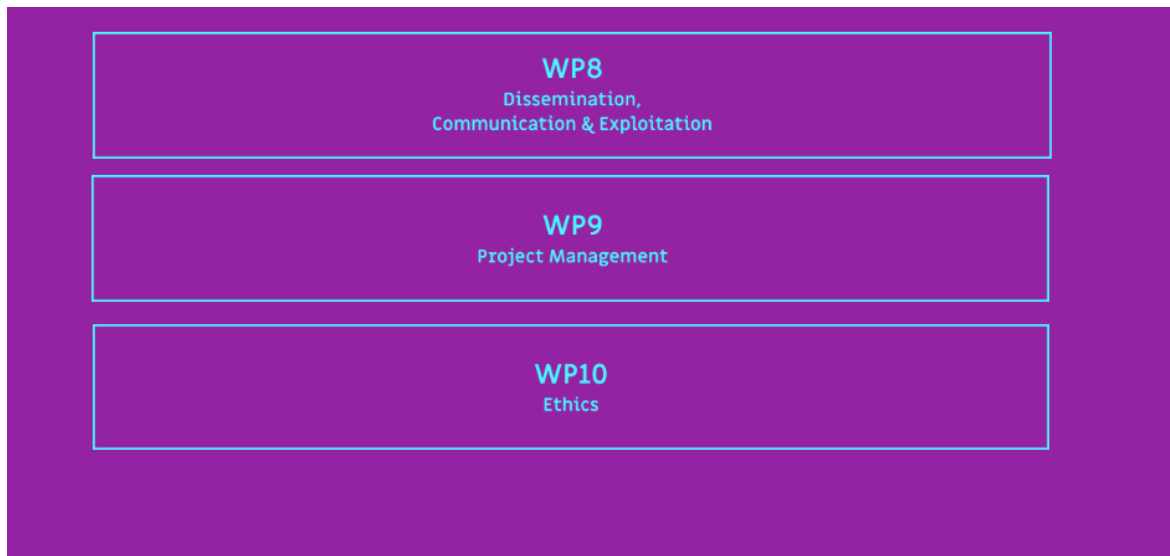 WP8
Dissemination,
Communication & Exploitation
WP9
Project Management
WP10
Ethics